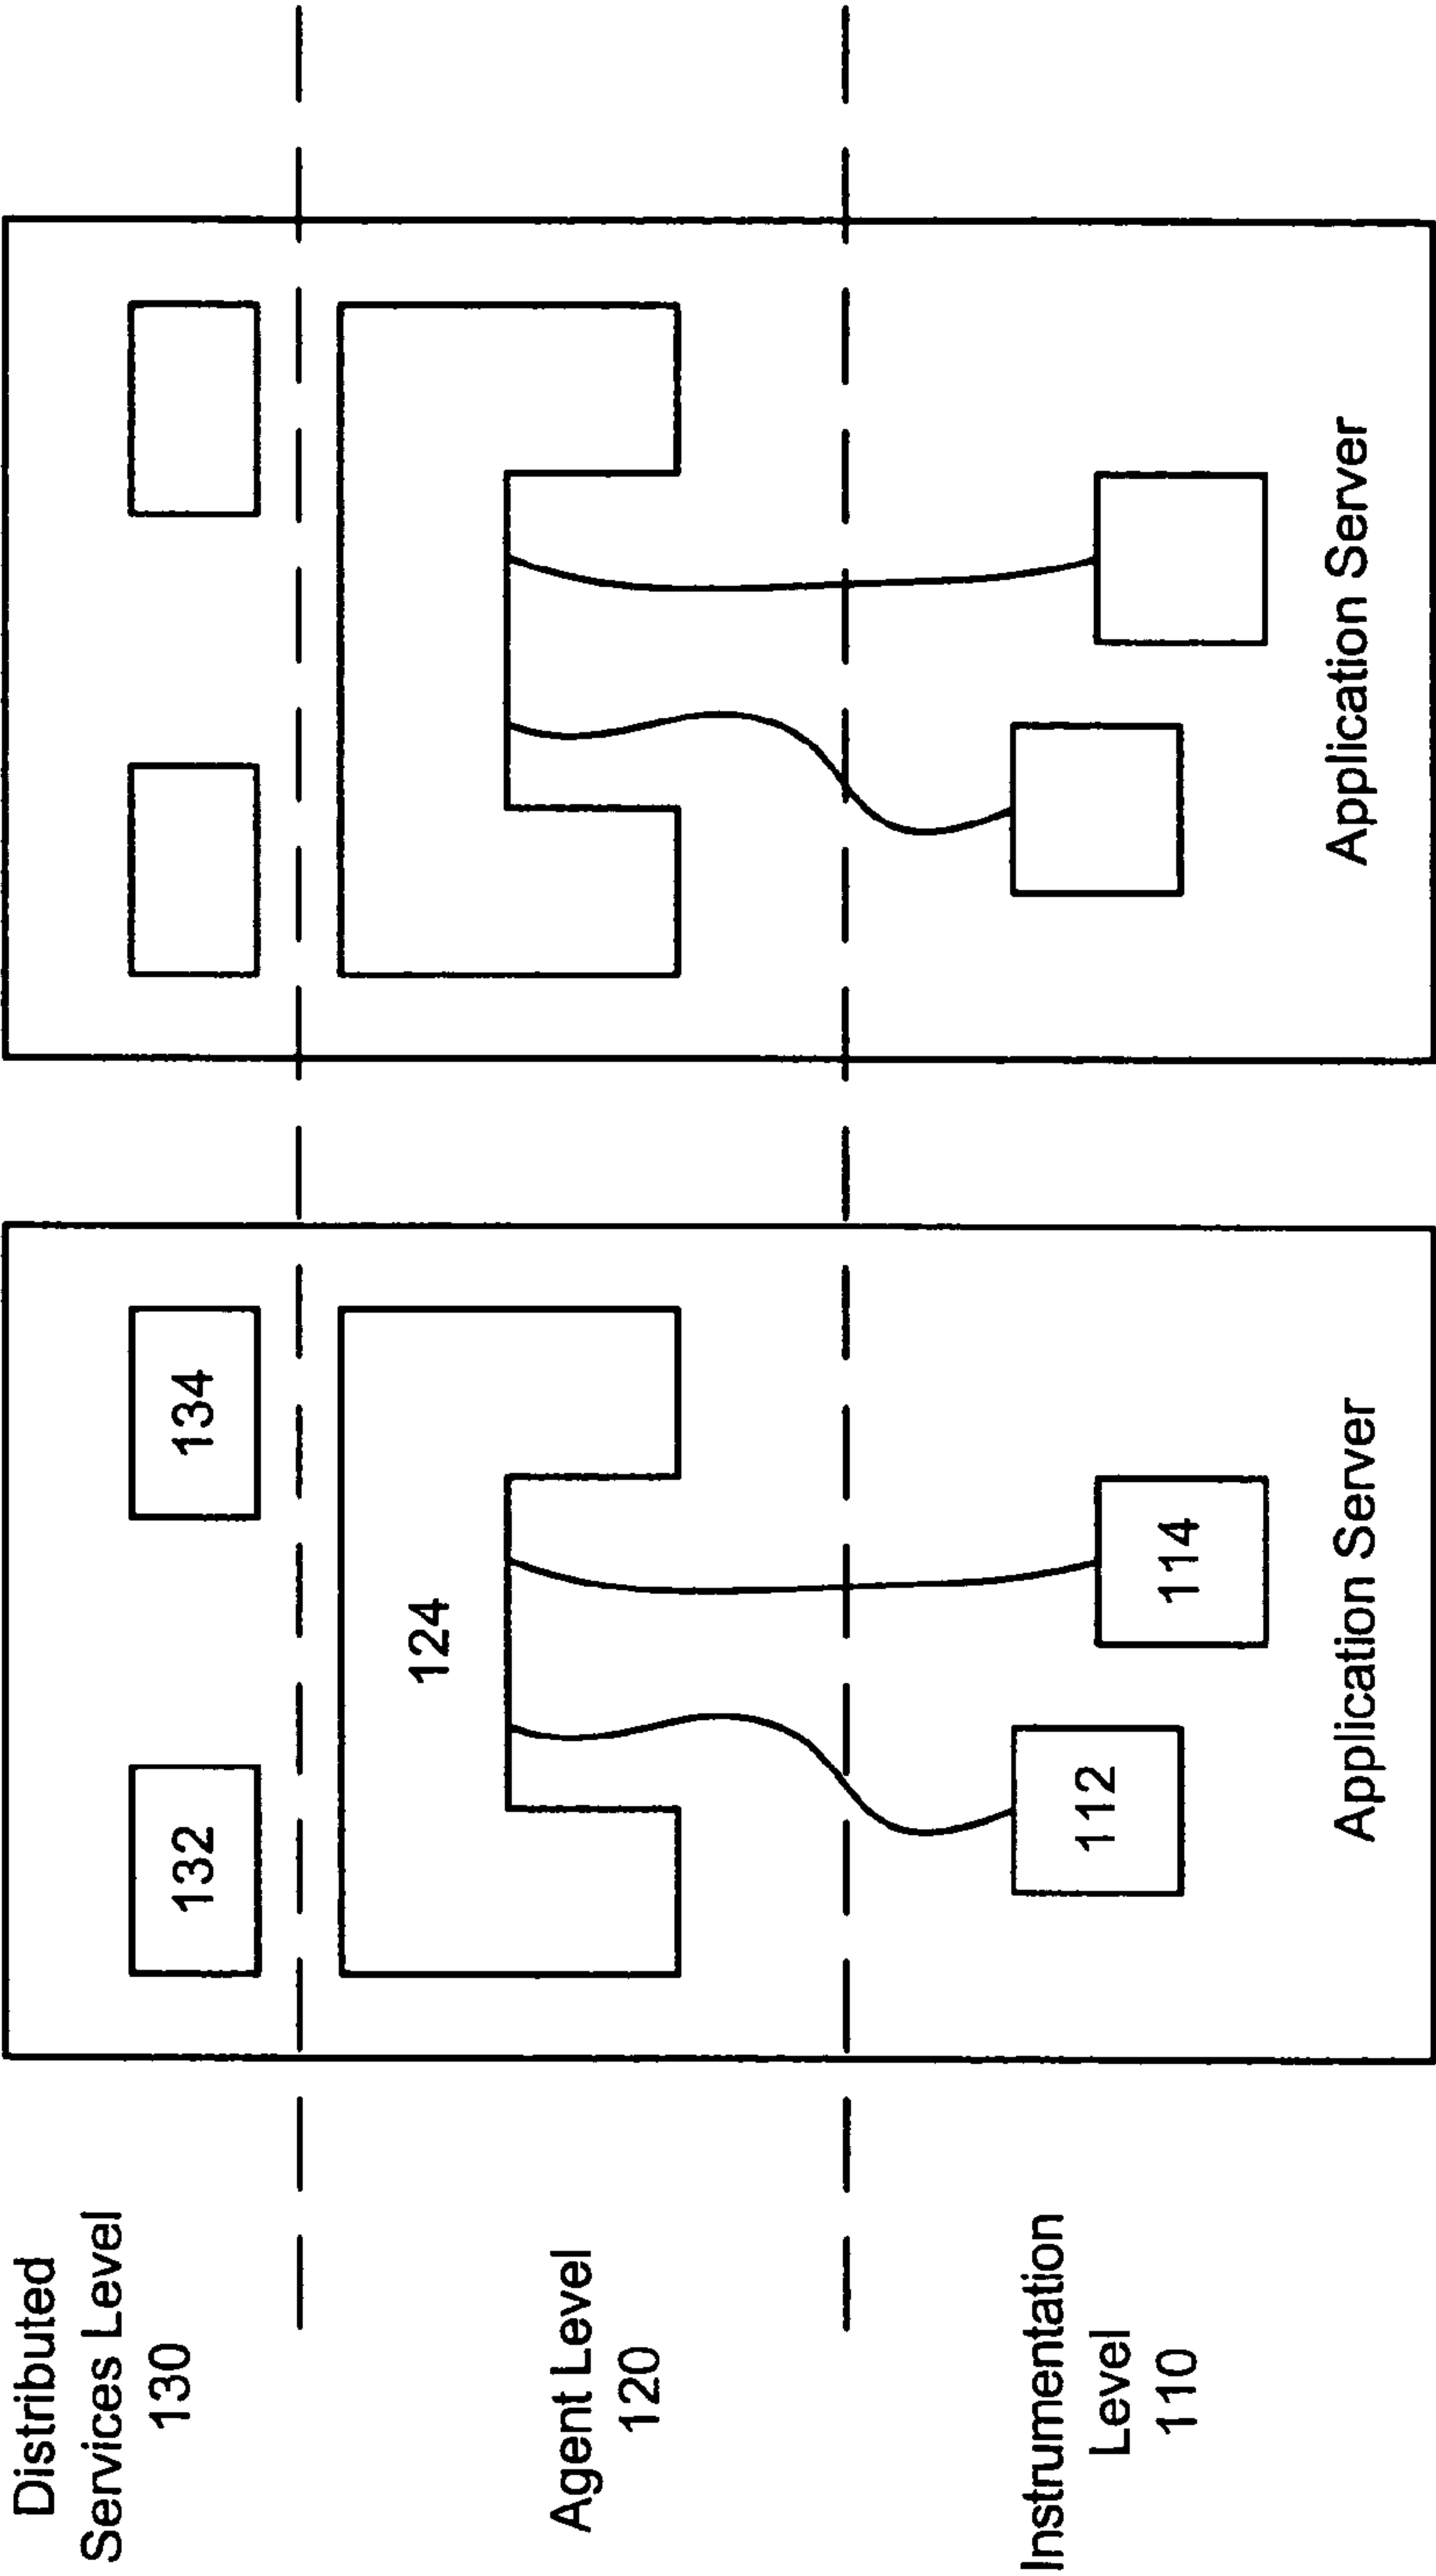 Distributed
Services Level
130
132
134
Agent Level
120
124
Instrumentation
Level
110
112
114
Application Server
Application Server